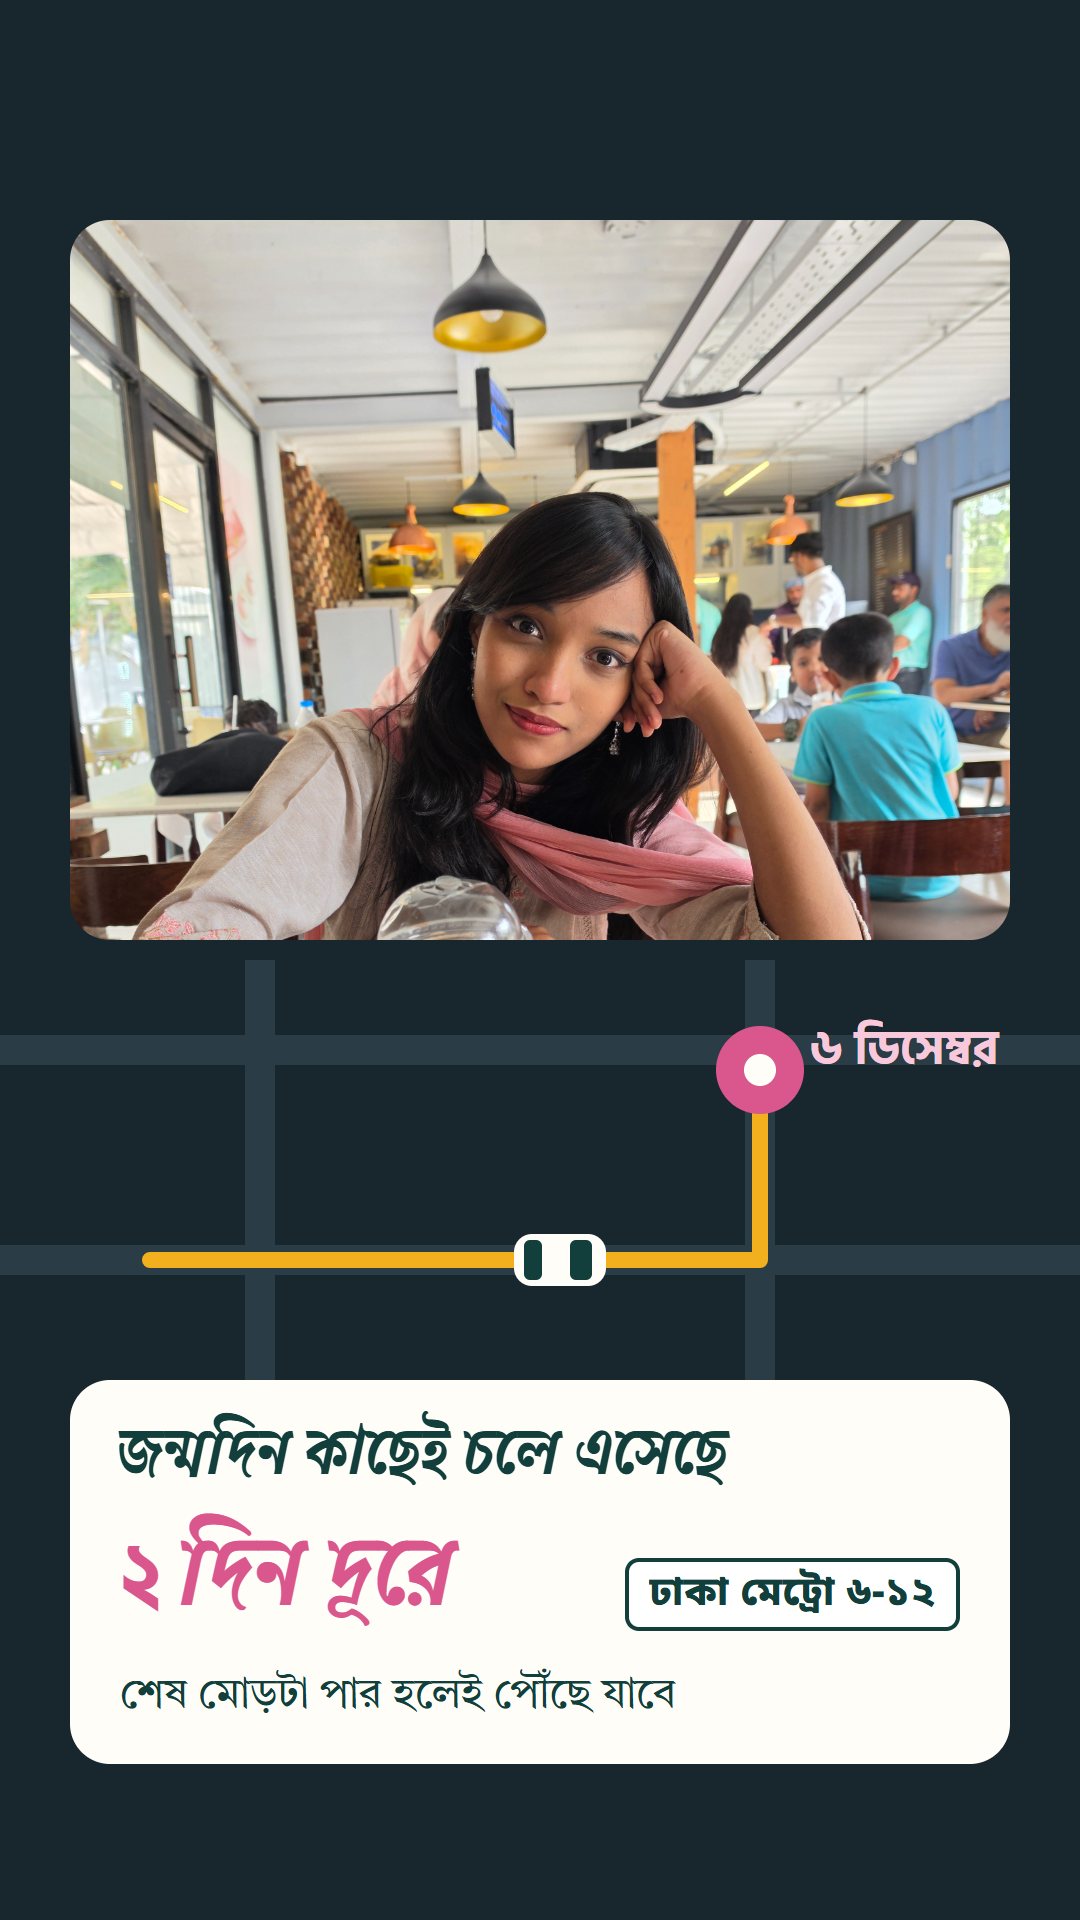 ৬ ডিসেম্বর
জন্মদিন কাছেই চলে এসেছে
২ দিন দূরে
ঢাকা মেট্রো ৬-১২
শেষ মোড়টা পার হলেই পৌঁছে যাবে